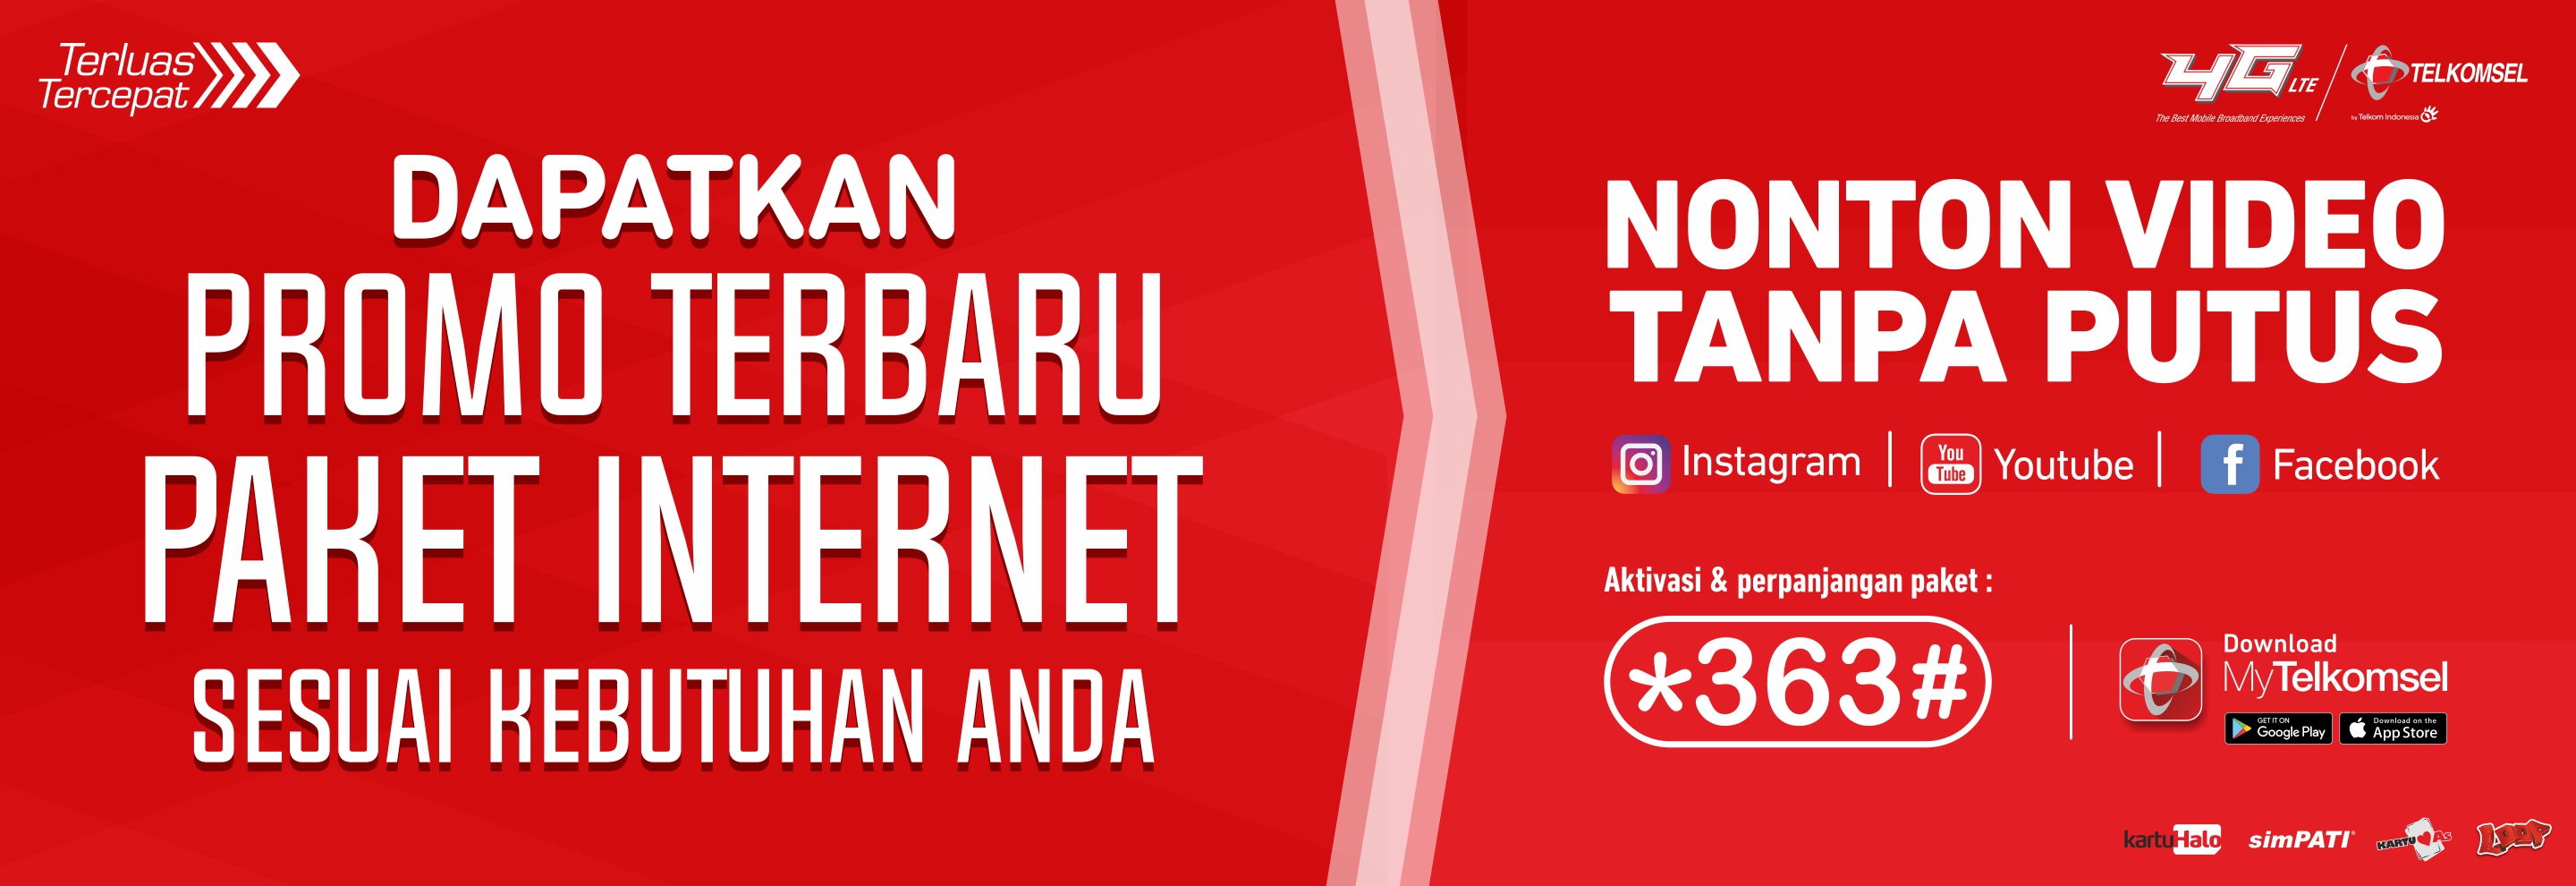 Terluas
Tercepat
DAPATKAN
PROMO TERBARU
PAKET INTERNET
SESUAI KEBUTUHAN ANDA
4G LTE
The Best Mobile Broadband Experiences
TELKOMSEL
by Telkom Indonesia
NONTON VIDEO
TANPA PUTUS
Instagram | You Tube Youtube | f Facebook
Aktivasi & perpanjangan paket :
*363#
Download
MyTelkomsel
GET IT ON
Google Play
Download on the
App Store
kartuHalo
simPATI
KARTU As
LOOP